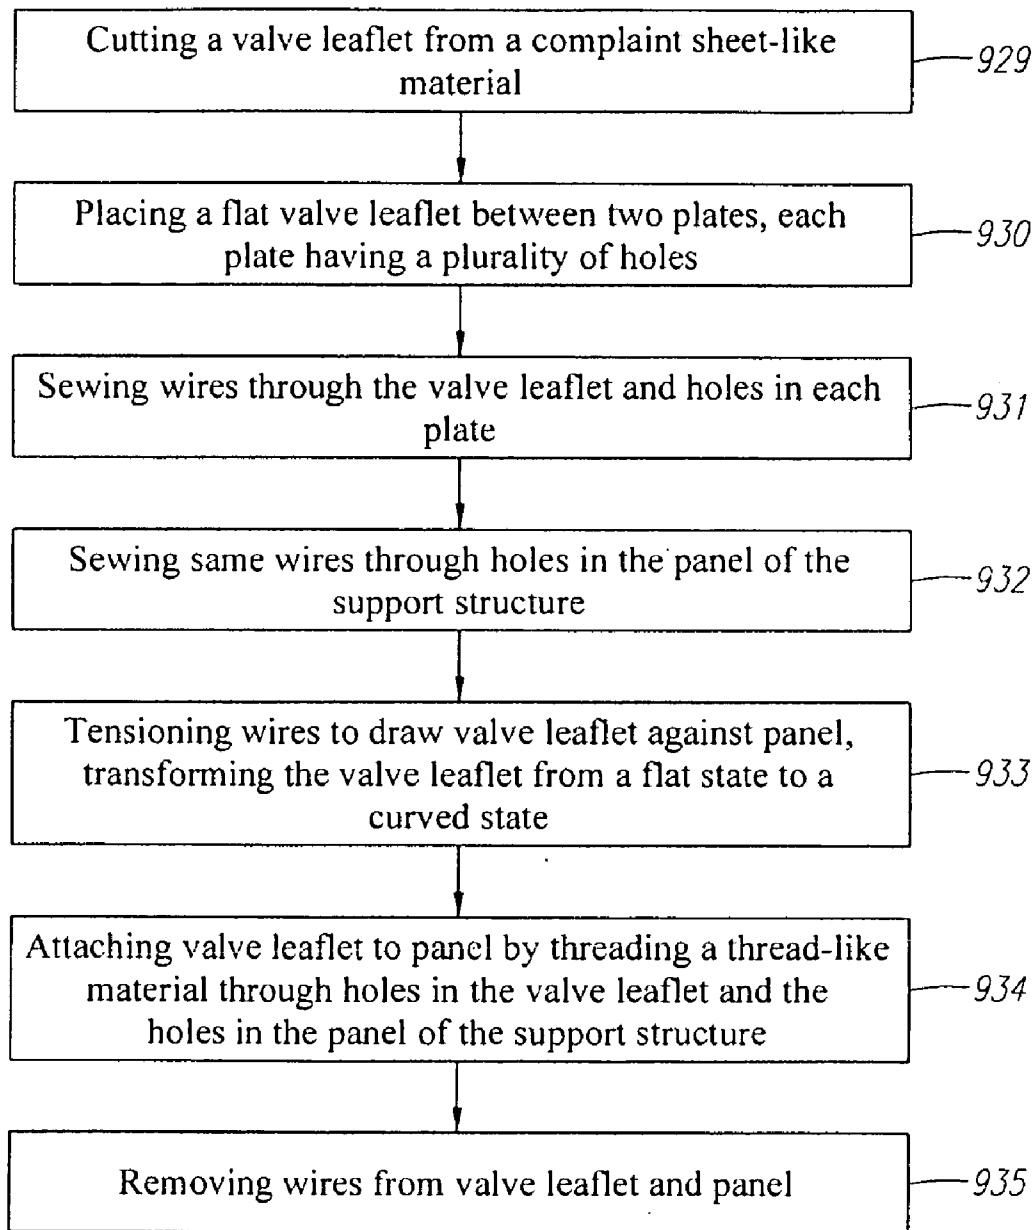 Cutting a valve leaflet from a complaint sheet-like
material
929
Placing a flat valve leaflet between two plates, each
plate having a plurality of holes
930
Sewing wires through the valve leaflet and holes in each
plate
931
Sewing same wires through holes in the panel of the
support structure
932
Tensioning wires to draw valve leaflet against panel,
transforming the valve leaflet from a flat state to a
curved state
933
Attaching valve leaflet to panel by threading a thread-like
material through holes in the valve leaflet and the
holes in the panel of the support structure
934
Removing wires from valve leaflet and panel
935